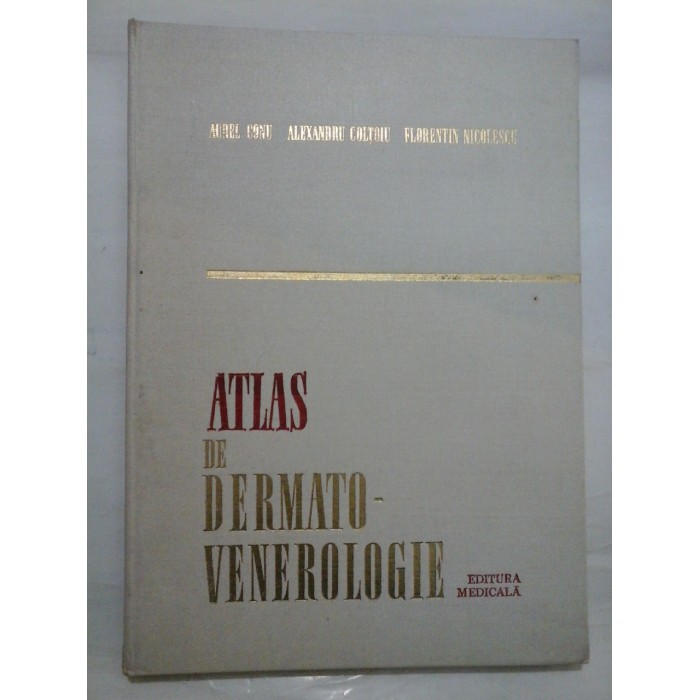 AUREL CONU ALEXANDRU COLȚOIU FLORENTIN NICOLESCU
ATLAS
DE
DERMATO-
VENEROLOGIE
EDITURA
MEDICALĂ